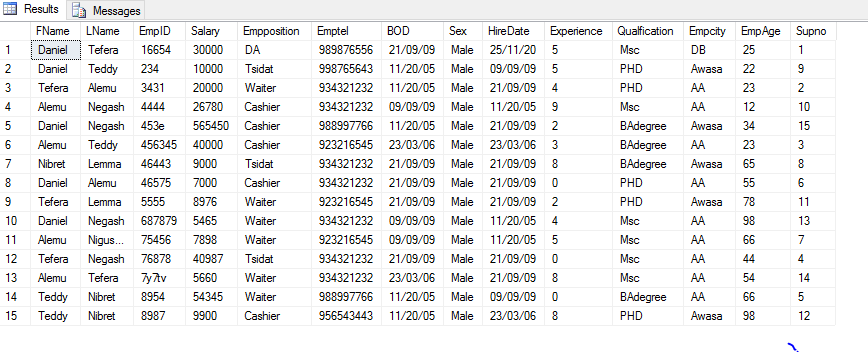 Results Messages
FName LName EmpID Salary Empposition Emptel BOD Sex HireDate Experience Qualfication Empcity EmpAge Supno
1 Daniel Tefera 16654 30000 DA 989876556 21/09/09 Male 25/11/20 5 Msc DB 25 1
2 Daniel Teddy 234 10000 Tsidat 998765643 11/20/05 Male 09/09/09 5 PHD Awasa 22 9
3 Tefera Alemu 3431 20000 Waiter 934321232 11/20/05 Male 21/09/09 4 PHD AA 23 2
4 Alemu Negash 4444 26780 Cashier 934321232 09/09/09 Male 11/20/05 9 Msc AA 12 10
5 Daniel Negash 453e 565450 Cashier 988997766 11/20/05 Male 21/09/09 2 BAdegree Awasa 34 15
6 Alemu Teddy 456345 40000 Cashier 923216545 23/03/06 Male 23/03/06 3 BAdegree AA 23 3
7 Nibret Lemma 46443 9000 Tsidat 934321232 21/09/09 Male 21/09/09 8 BAdegree Awasa 65 8
8 Daniel Alemu 46575 7000 Cashier 934321232 21/09/09 Male 21/09/09 0 PHD AA 55 6
9 Tefera Lemma 5555 8976 Waiter 934321232 21/09/09 Male 21/09/09 2 PHD Awasa 78 11
10 Daniel Negash 687879 5465 Waiter 934321232 09/09/09 Male 11/20/05 4 Msc AA 98 13
11 Alemu Nigus... 75456 7898 Waiter 923216545 09/09/09 Male 11/20/05 5 Msc AA 66 7
12 Tefera Negash 76878 40987 Tsidat 934321232 21/09/09 Male 21/09/09 0 Msc AA 44 4
13 Alemu Tefera 7y7tv 5660 Waiter 934321232 23/03/06 Male 21/09/09 8 Msc AA 54 14
14 Teddy Nibret 8954 54345 Waiter 988997766 11/20/05 Male 09/09/09 0 BAdegree AA 66 5
15 Teddy Nibret 8987 9900 Cashier 956543443 11/20/05 Male 23/03/06 8 PHD Awasa 98 12